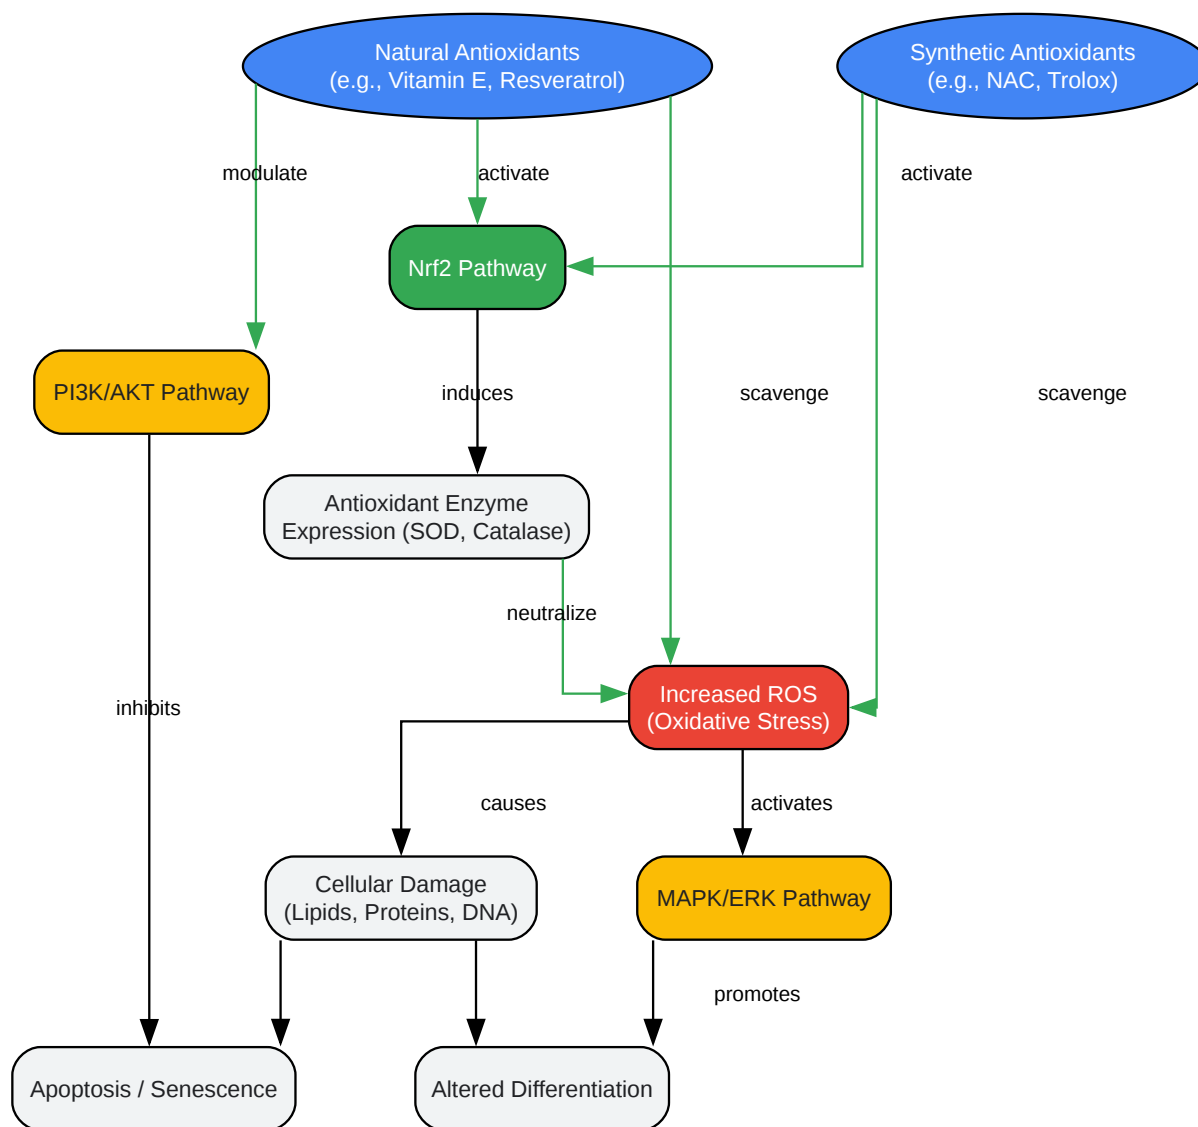 Natural Antioxidants
(e.g., Vitamin E, Resveratrol)
Synthetic Antioxidants
(e.g., NAC, Trolox)
modulate
activate
activate
Nrf2 Pathway
PI3K/AKT Pathway
induces
scavenge
scavenge
Antioxidant Enzyme
Expression (SOD, Catalase)
neutralize
Increased ROS
(Oxidative Stress)
inhibits
causes
activates
Cellular Damage
(Lipids, Proteins, DNA)
MAPK/ERK Pathway
promotes
Apoptosis / Senescence
Altered Differentiation